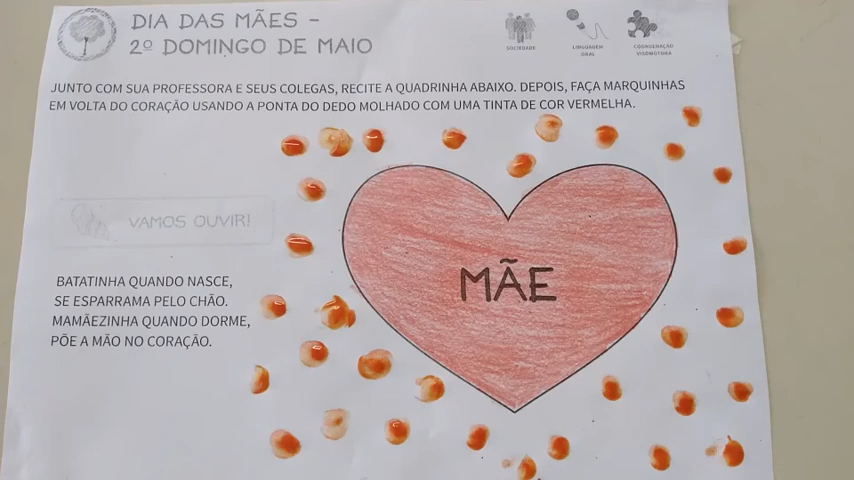 DIA DAS MÃES –
2º DOMINGO DE MAIO
SOCIEDADE
LINGUAGEM
ORAL
COORDENAÇÃO
VISOMOTORA
JUNTO COM SUA PROFESSORA E SEUS COLEGAS, RECITE A QUADRINHA ABAIXO. DEPOIS, FAÇA MARQUINHAS
EM VOLTA DO CORAÇÃO USANDO A PONTA DO DEDO MOLHADO COM UMA TINTA DE COR VERMELHA.
VAMOS OUVIR!
MÃE
BATATINHA QUANDO NASCE,
SE ESPARRAMA PELO CHÃO.
MAMÃEZINHA QUANDO DORME,
PÕE A MÃO NO CORAÇÃO.